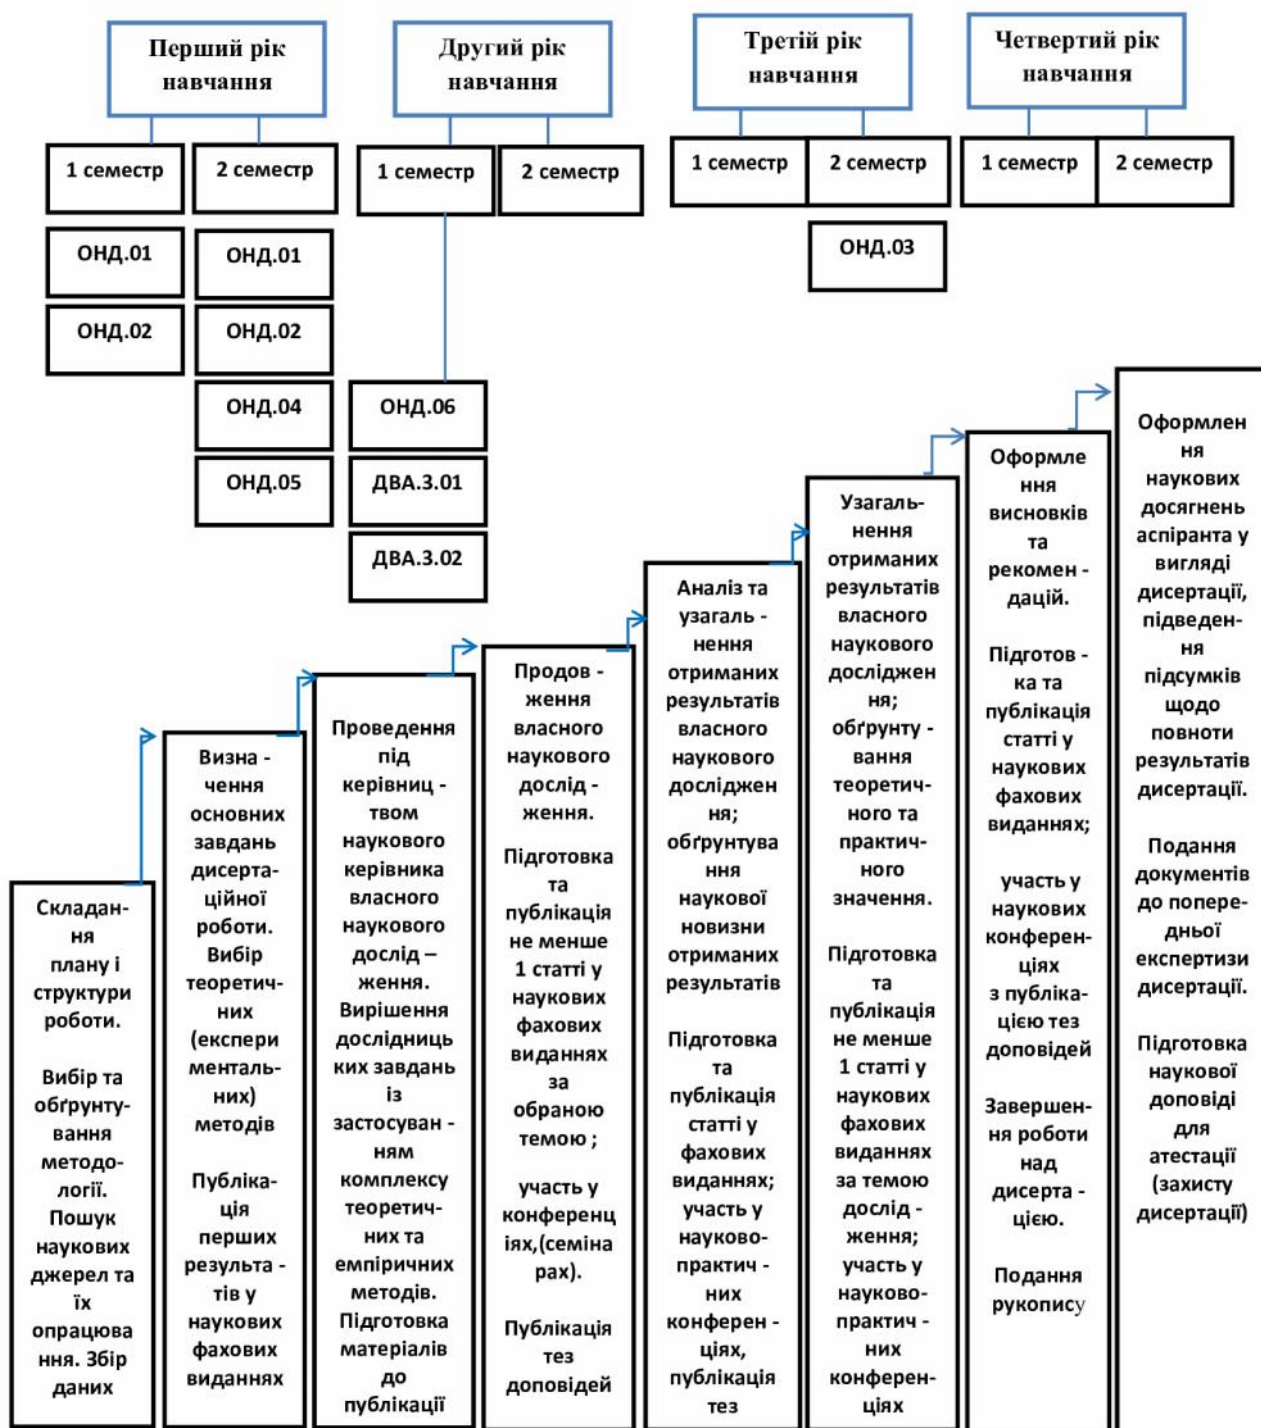 Перший рік
навчання
Другий рік
навчання
Третій рік
навчання
Четвертий рік
навчання
1 семестр
2 семестр
1 семестр
2 семестр
1 семестр
2 семестр
1 семестр
2 семестр
ОНД.01
ОНД.01
ОНД.03
ОНД.02
ОНД.02
ОНД.04
ОНД.06
ОНД.05
ДВА.3.01
ДВА.3.02
Складан-
ня
плану і
структури
роботи.
Вибір та
обґрунту-
вання
методо-
логії.
Пошук
наукових
джерел та
їх
опрацюва
ння. Збір
даних
Визна -
чення
основних
завдань
дисерта-
ційної
роботи.
Вибір
теоретич-
них
(експери
менталь-
них)
методів
Публіка-
ція
перших
результа -
тів у
наукових
фахових
виданнях
Проведення
під
керівниц -
твом
наукового
керівника
власного
наукового
дослід –
ження.
Вирішення
дослідниць
ких завдань
із
застосуван -
ням
комплексу
теоретич-
них та
емпіричних
методів.
Підготовка
матеріалів
до
публікації
Продов -
ження
власного
наукового
дослід -
ження.
Підготовка
та
публікація
не менше
1 статті у
наукових
фахових
виданнях
за
обраною
темою ;
участь у
конференц
іях,(семіна
рах).
Публікація
тез
доповідей
Аналіз та
узагаль -
нення
отриманих
результатів
власного
наукового
досліджен
ня;
обґрунтува
ння
наукової
новизни
отриманих
результатів
Підготовка
та
публікація
статті у
фахових
виданнях;
участь у
науково-
практич -
них
конферен -
ціях,
публікація
тез
Узагаль-
нення
отриманих
результатів
власного
наукового
досліджен
ня;
обґрунту -
вання
теоретич-
ного та
практич-
ного
значення.
Підготовка
та
публікація
не менше
1 статті у
наукових
фахових
виданнях
за темою
дослід -
ження;
участь у
науково-
практич -
них
конферен-
ціях
Оформле
ння
висновків
та
рекомен -
дацій.
Підготов -
ка та
публікація
статті у
наукових
фахових
виданнях;
участь у
наукових
конферен-
ціях
з публіка-
цією тез
доповідей
Завершен-
ня роботи
над
дисерта -
цією.
Подання
рукопису
Оформлен
ня
наукових
досягнень
аспіранта у
вигляді
дисертації,
підведен-
ня
підсумків
щодо
повноти
результатів
дисертації.
Подання
документів
до попере-
дньої
експертизи
дисертації.
Підготовка
наукової
доповіді
для
атестації
(захисту
дисертації)